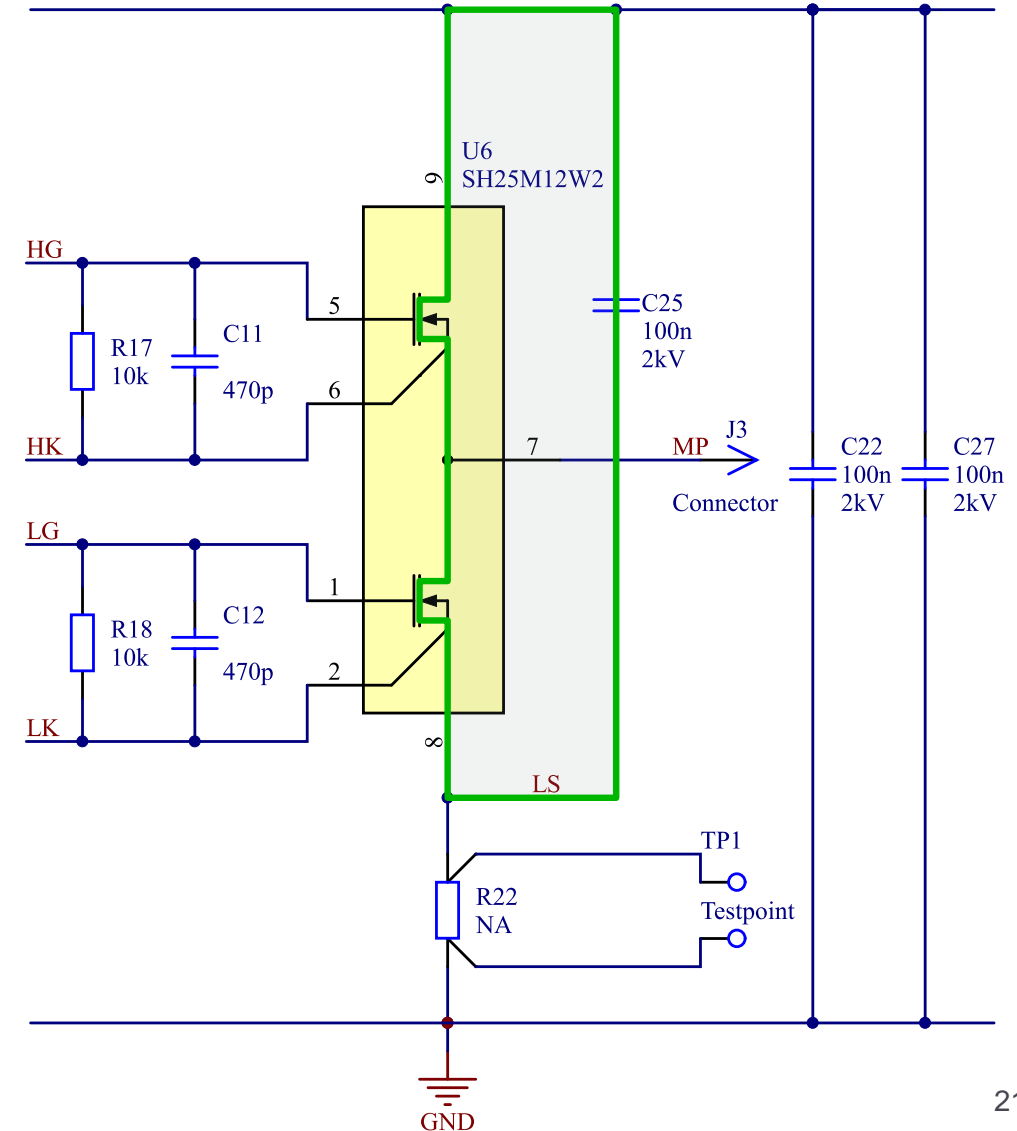 U6
SH25M12W2
9
HG
5
C25
100n
2kV
R17
10k
C11
470p
6
HK
7
MP
J3
Connector
C22
100n
2kV
C27
100n
2kV
LG
1
R18
10k
C12
470p
2
LK
8
LS
TP1
R22
NA
Testpoint
GND